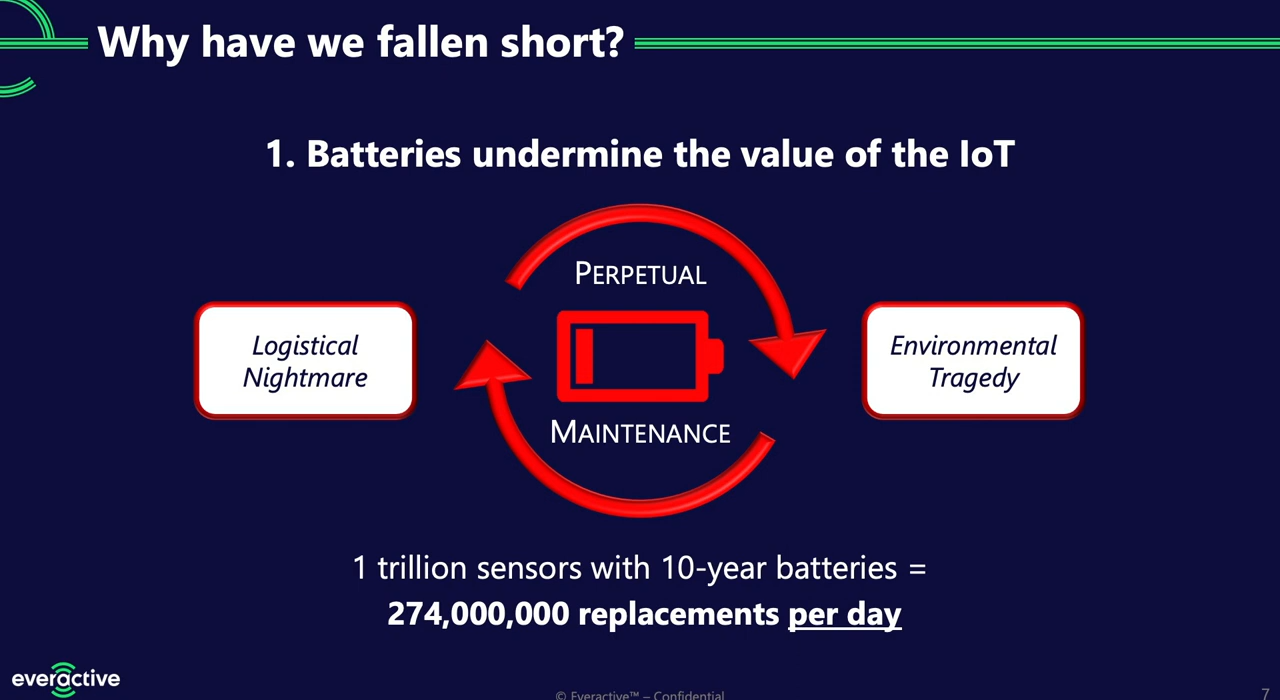 Why have we fallen short?
1. Batteries undermine the value of the IoT
PERPETUAL
Logistical
Nightmare
Environmental
Tragedy
MAINTENANCE
1 trillion sensors with 10-year batteries =
274,000,000 replacements per day
everactive
© Everactive™ – Confidential
7